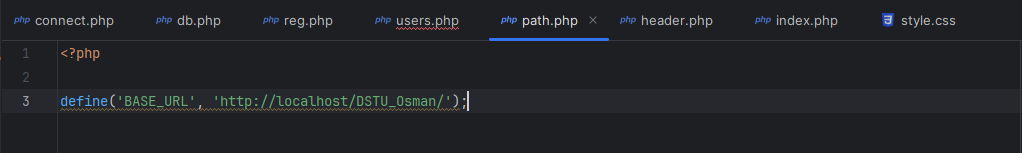 php connect.php php db.php php reg.php php users.php php path.php × php header.php php index.php 3 style.css
1 <?php
2
3 define('BASE_URL', 'http://localhost/DSTU_Osman/');